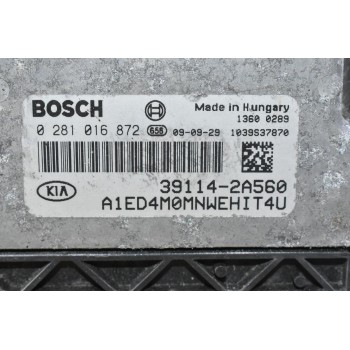 BOSCH
Made in Hungary
1360 0289
0 281 016 872 656 09-09-29 1039S37870
KIA
39114-2A560
A1ED4M0MNWEHIT4U